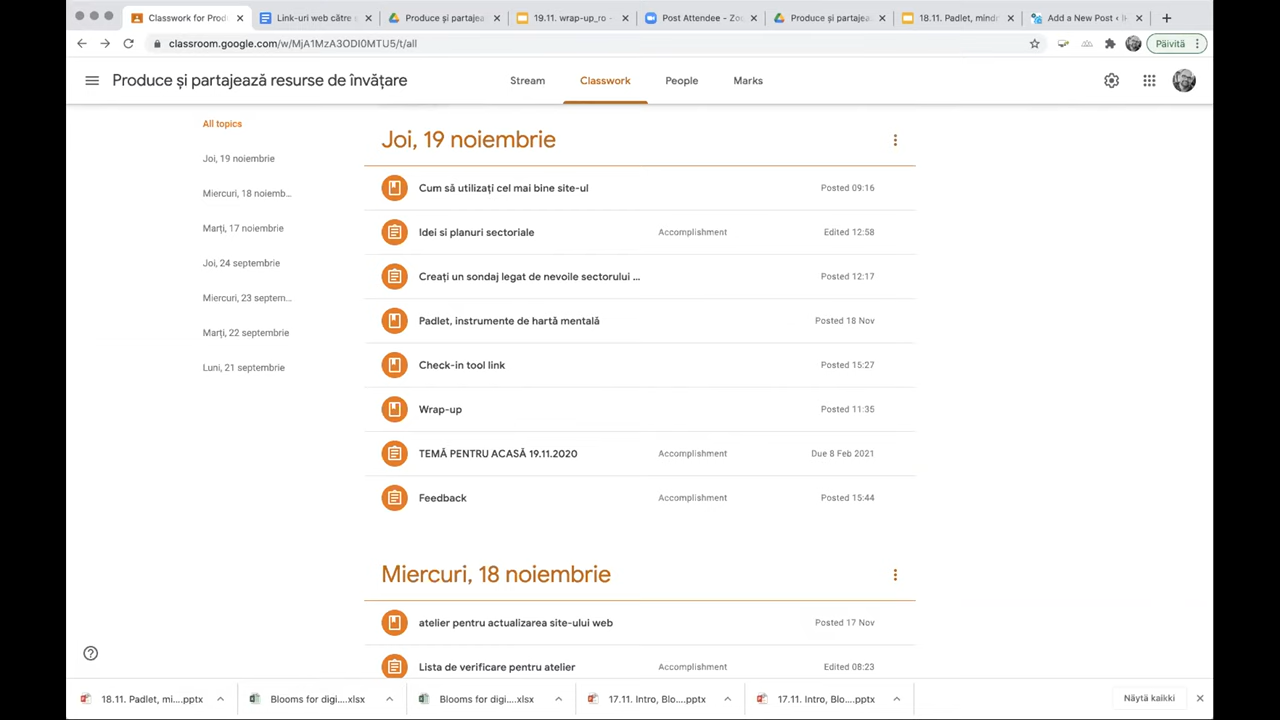 Classwork for Prod
Link-uri web către s
Produce și partajea
19.11. wrap-up_ro -
Post Attendee - Zoo
Produce și partajea
18.11. Padlet, mindm
Add a New Post
classroom.google.com/w/MjA1MzA3ODI0MTU5/t/all
Päivitä
Produce și partajează resurse de învățare
Stream
Classwork
People
Marks
All topics
Joi, 19 noiembrie
Miercuri, 18 noiemb...
Marți, 17 noiembrie
Joi, 24 septembrie
Miercuri, 23 septem...
Marți, 22 septembrie
Luni, 21 septembrie
Joi, 19 noiembrie
Cum să utilizați cel mai bine site-ul Posted 09:16
Idei si planuri sectoriale Accomplishment Edited 12:58
Creați un sondaj legat de nevoile sectorului ... Posted 12:17
Padlet, instrumente de hartă mentală Posted 18 Nov
Check-in tool link Posted 15:27
Wrap-up Posted 11:35
TEMĂ PENTRU ACASĂ 19.11.2020 Accomplishment Due 8 Feb 2021
Feedback Accomplishment Posted 15:44
Miercuri, 18 noiembrie
atelier pentru actualizarea site-ului web Posted 17 Nov
Lista de verificare pentru atelier Accomplishment Edited 08:23
18.11. Padlet, mi....pptx
Blooms for digi....xlsx
Blooms for digi....xlsx
17.11. Intro, Blo....pptx
17.11. Intro, Blo....pptx
Näytä kaikki